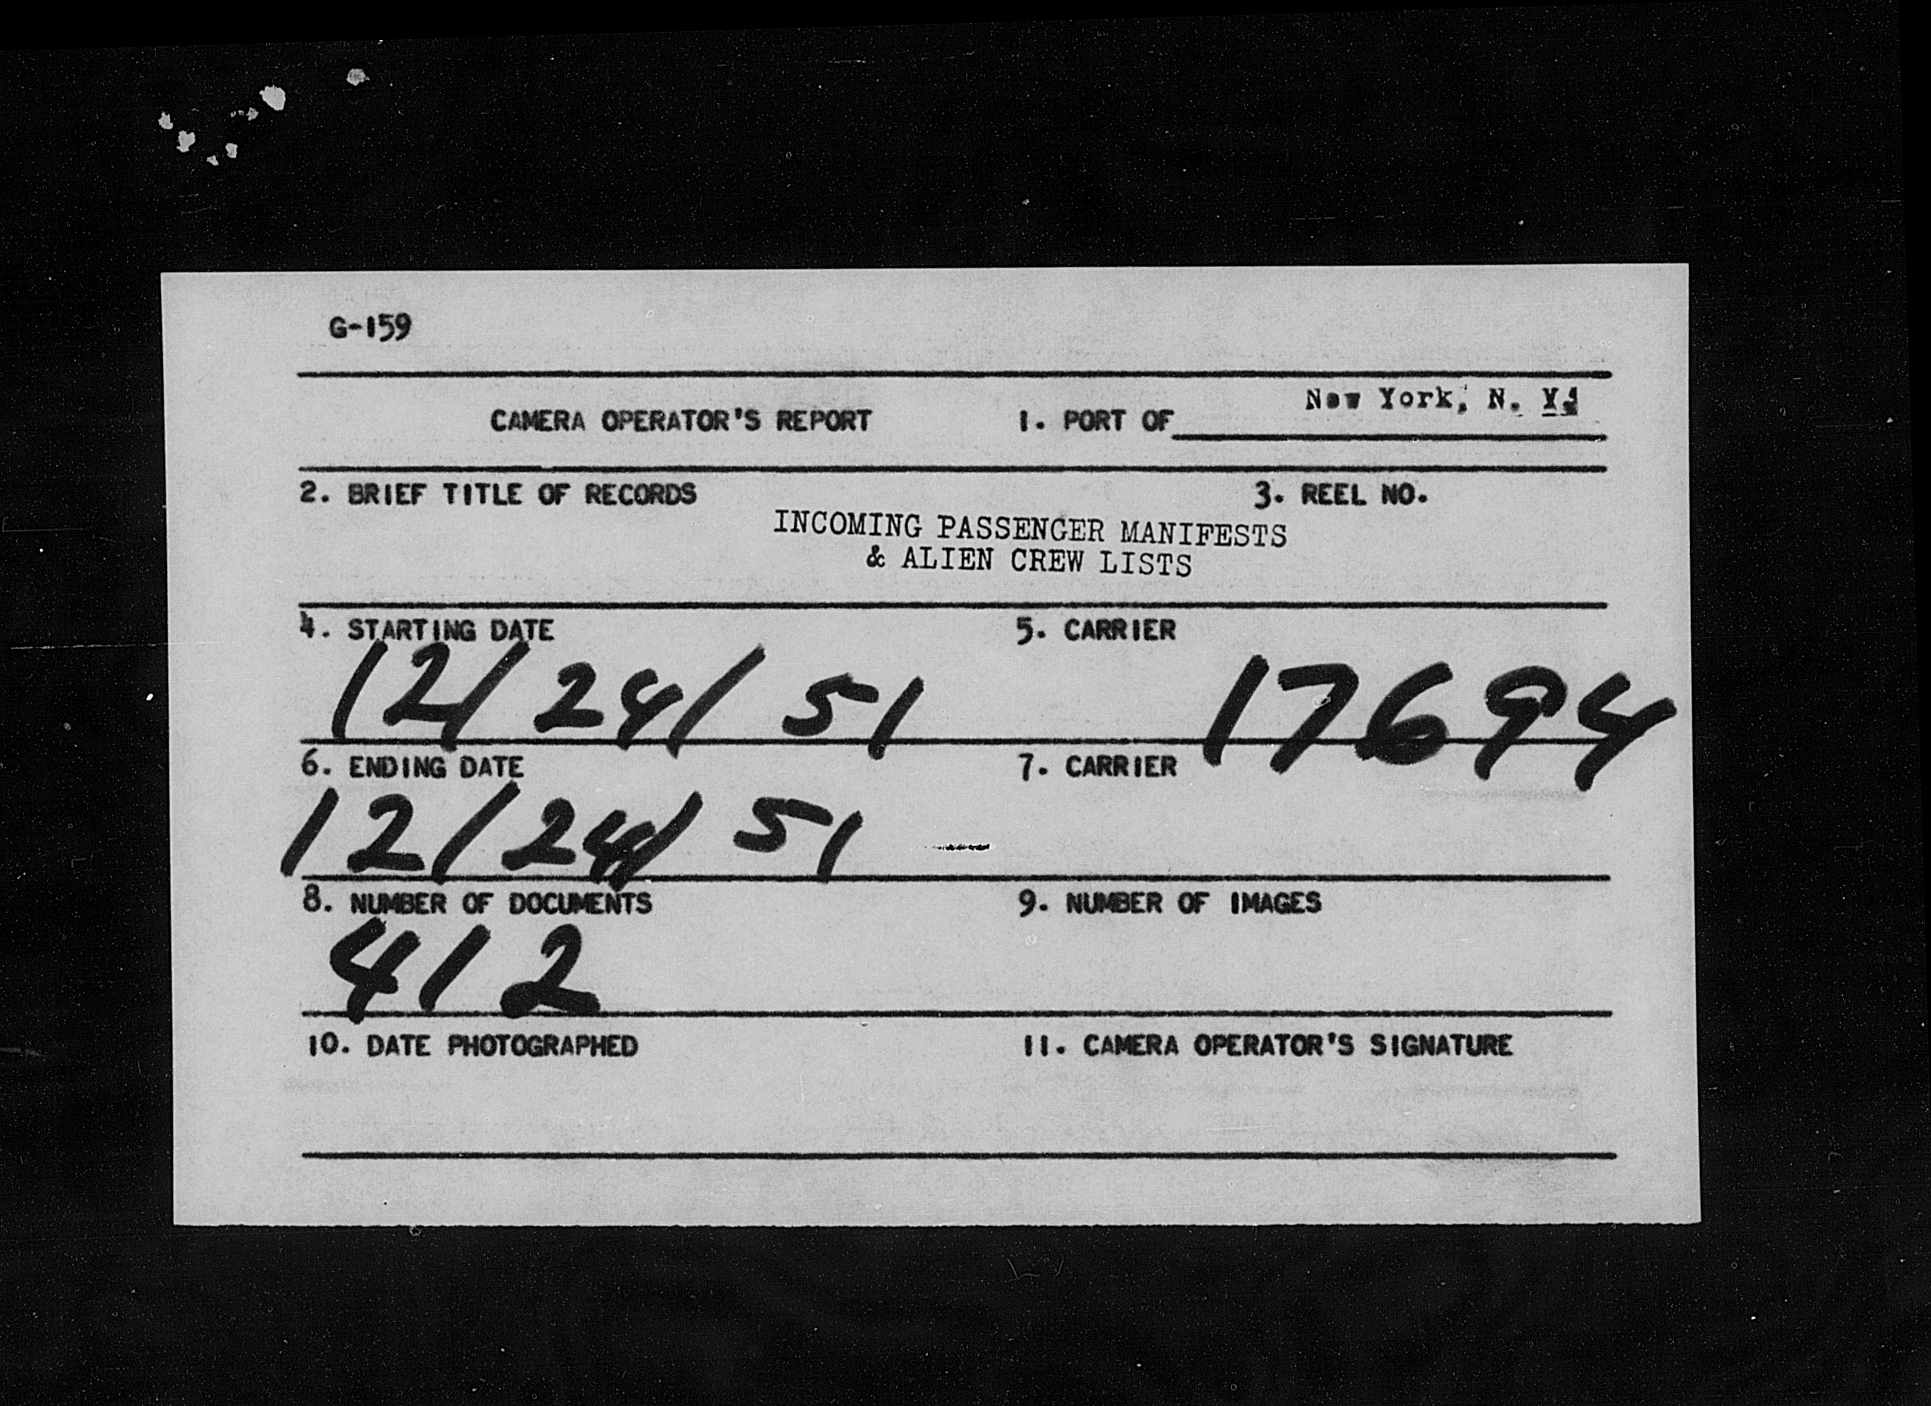 G-159
CAMERA OPERATOR'S REPORT 1. PORT OF New York, N. Y.
2. BRIEF TITLE OF RECORDS 3. REEL NO.
INCOMING PASSENGER MANIFESTS
& ALIEN CREW LISTS
4. STARTING DATE 5. CARRIER
12/24/51 17694
6. ENDING DATE 7. CARRIER
12/24/51
8. NUMBER OF DOCUMENTS 9. NUMBER OF IMAGES
412
10. DATE PHOTOGRAPHED 11. CAMERA OPERATOR'S SIGNATURE